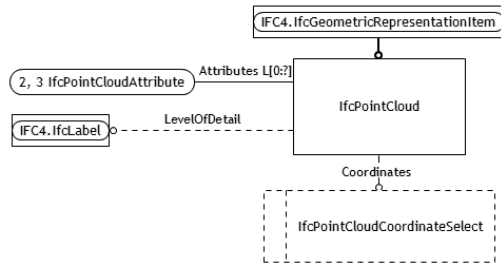 IFC4.IfcGeometricRepresentationItem
Attributes L[0:?]
2, 3 IfcPointCloudAttribute
IfcPointCloud
LevelOfDetail
IFC4.IfcLabel
Coordinates
IfcPointCloudCoordinateSelect